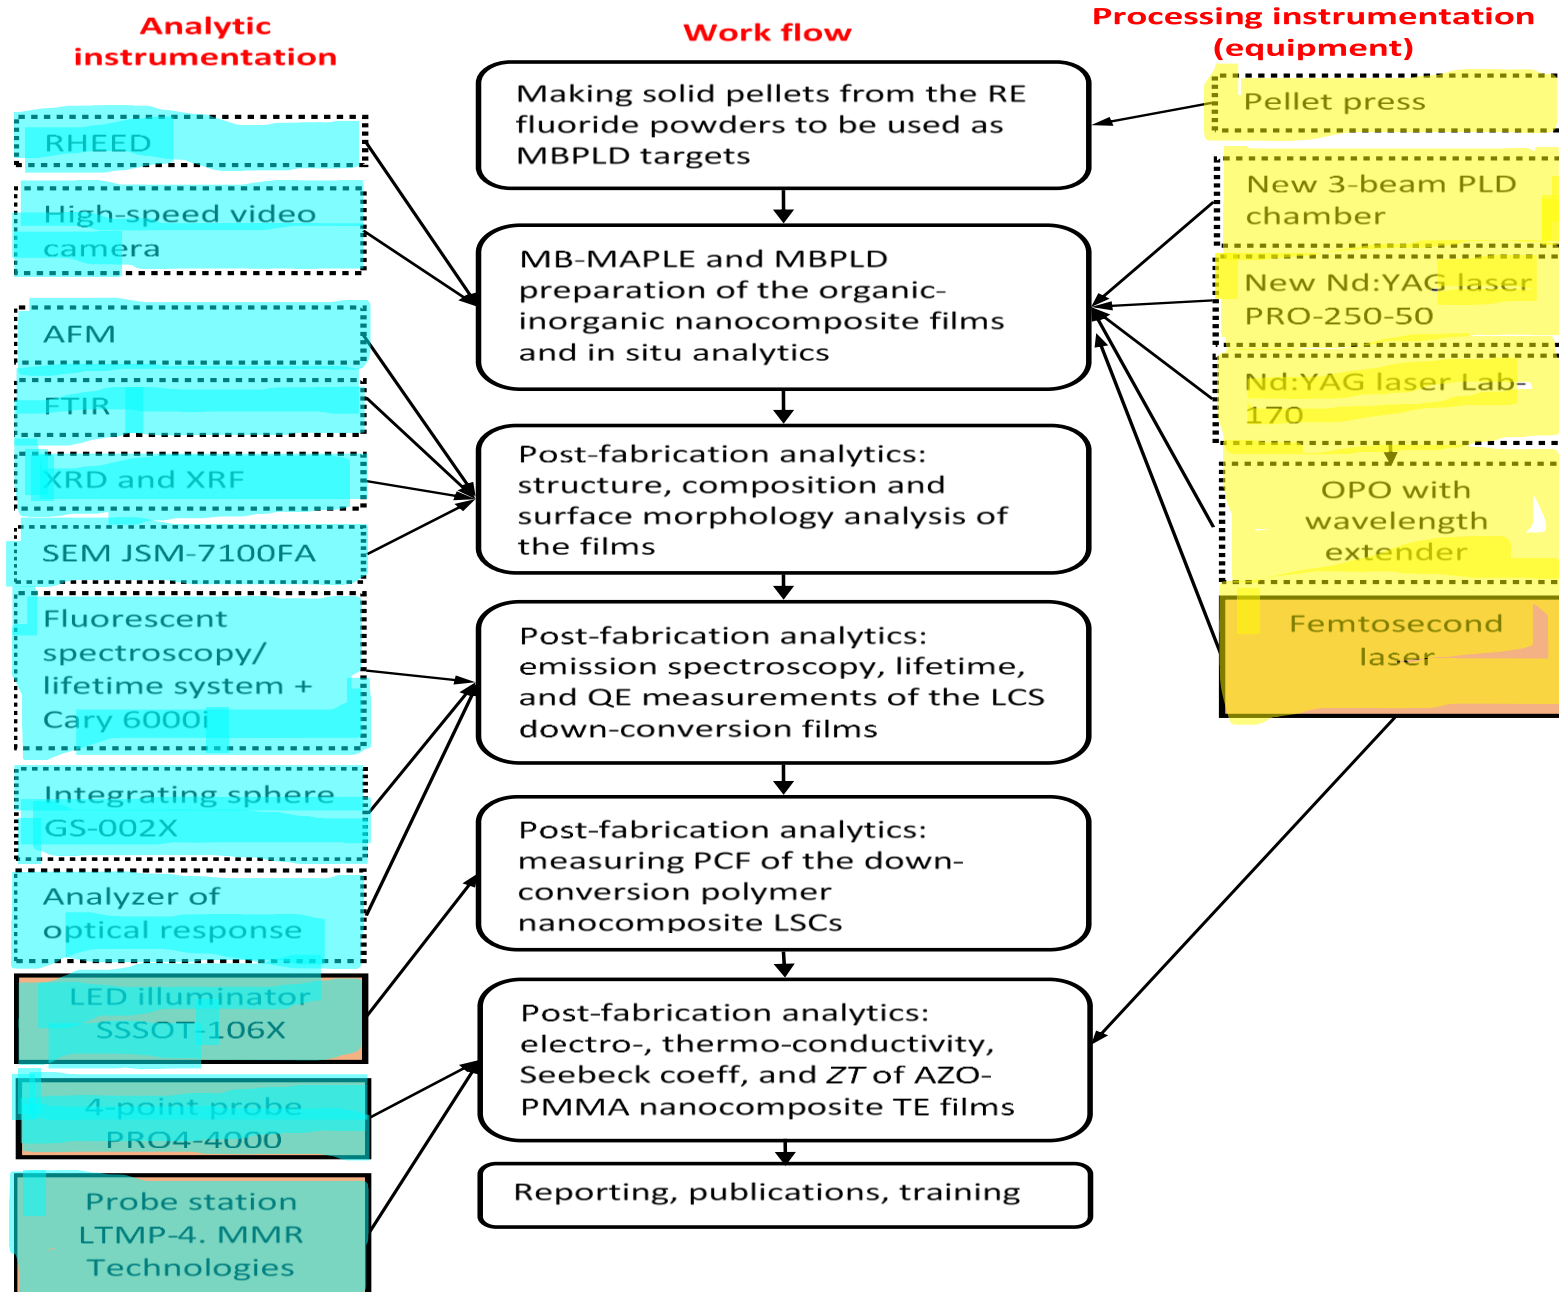 Analytic
instrumentation
RHEED
High-speed video
camera
AFM
FTIR
XRD and XRF
SEM JSM-7100FA
Fluorescent
spectroscopy/
lifetime system +
Cary 6000i
Integrating sphere
GS-002X
Analyzer of
optical response
LED illuminator
SSSOT-106X
4-point probe
PRO4-4000
Probe station
LTMP-4. MMR
Technologies
Work flow
Making solid pellets from the RE
fluoride powders to be used as
MBPLD targets
MB-MAPLE and MBPLD
preparation of the organic-
inorganic nanocomposite films
and in situ analytics
Post-fabrication analytics:
structure, composition and
surface morphology analysis of
the films
Post-fabrication analytics:
emission spectroscopy, lifetime,
and QE measurements of the LCS
down-conversion films
Post-fabrication analytics:
measuring PCF of the down-
conversion polymer
nanocomposite LSCs
Post-fabrication analytics:
electro-, thermo-conductivity,
Seebeck coeff, and ZT of AZO-
PMMA nanocomposite TE films
Reporting, publications, training
Processing instrumentation
(equipment)
Pellet press
New 3-beam PLD
chamber
New Nd:YAG laser
PRO-250-50
Nd:YAG laser Lab-
170
OPO with
wavelength
extender
Femtosecond
laser